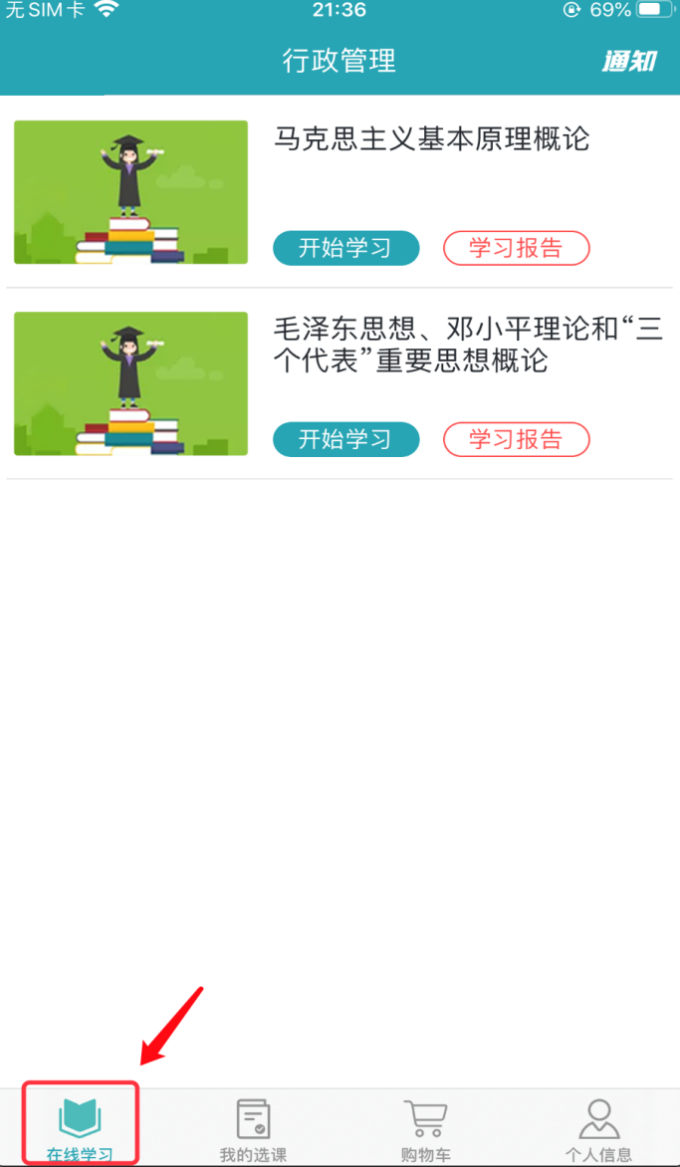 无SIM卡 21:36 69%
行政管理 通知
马克思主义基本原理概论
开始学习 学习报告
毛泽东思想、邓小平理论和“三
个代表”重要思想概论
开始学习 学习报告
在线学习 我的选课 购物车 个人信息